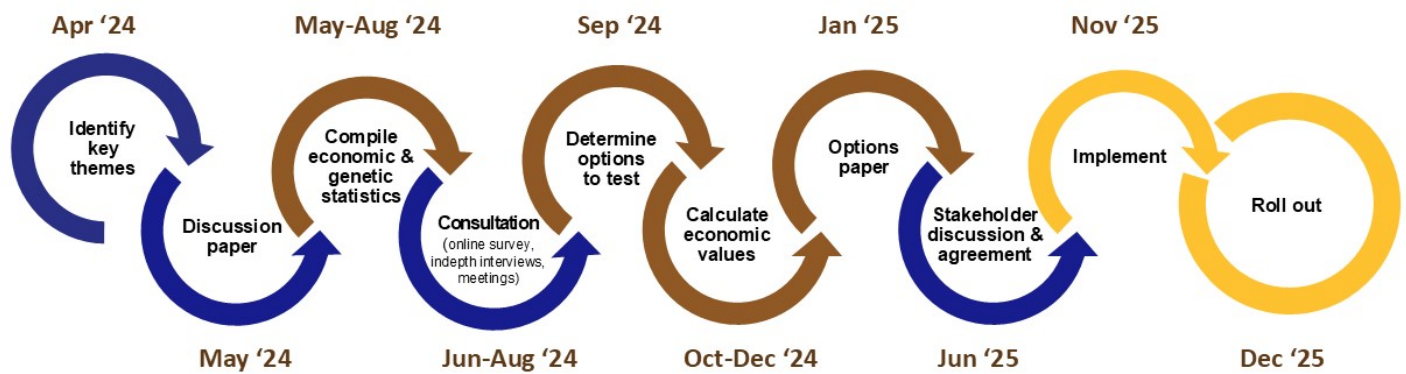 Apr ‘24
May-Aug ‘24
Sep ‘24
Jan ‘25
Nov ‘25
Identify
key
themes
Discussion
paper
Compile
economic &
genetic
statistics
Consultation
(online survey,
indepth interviews,
meetings)
Determine
options
to test
Calculate
economic
values
Options
paper
Stakeholder
discussion &
agreement
Implement
Roll out
May ‘24
Jun-Aug ‘24
Oct-Dec ‘24
Jun ‘25
Dec ‘25